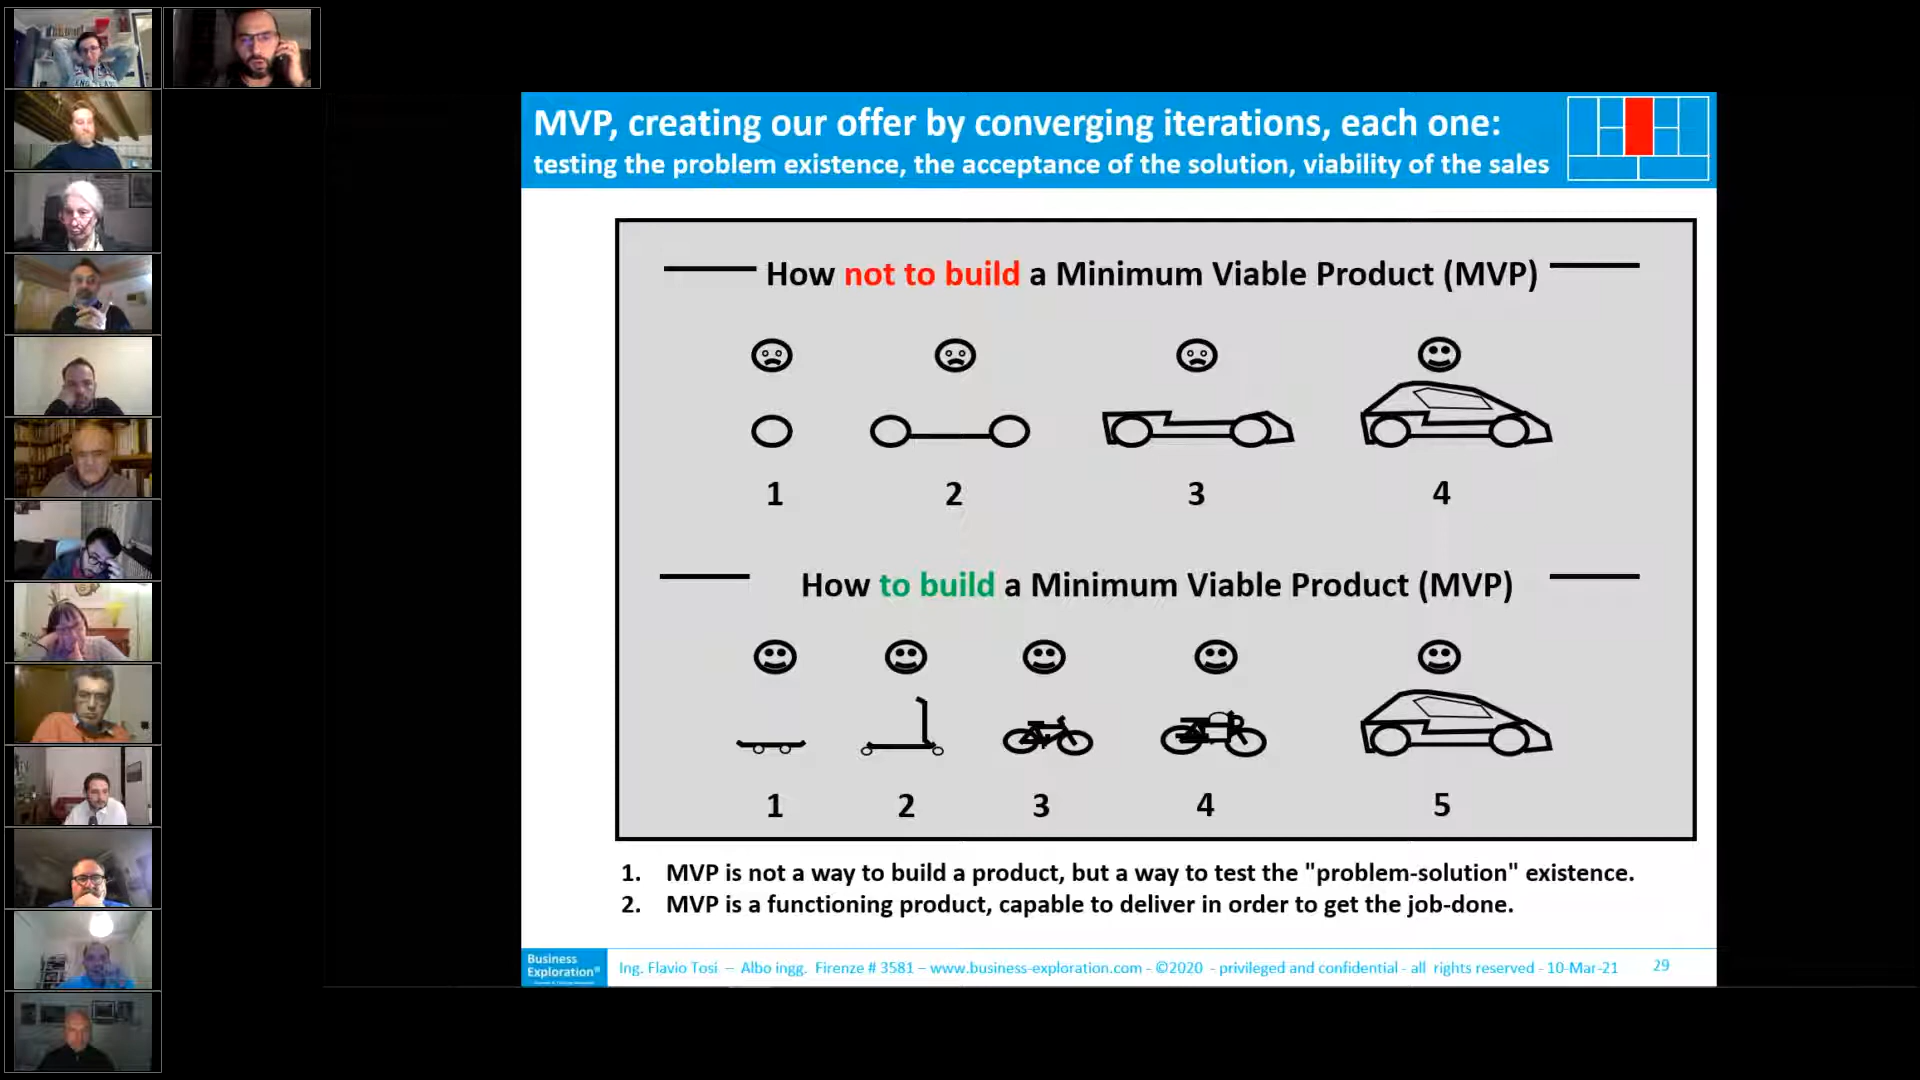 MVP, creating our offer by converging iterations, each one:
testing the problem existence, the acceptance of the solution, viability of the sales
How not to build a Minimum Viable Product (MVP)
1 2 3 4
How to build a Minimum Viable Product (MVP)
1 2 3 4 5
1. MVP is not a way to build a product, but a way to test the "problem-solution" existence.
2. MVP is a functioning product, capable to deliver in order to get the job-done.
Business
Exploration®
Ing. Flavio Tosi – Albo ingg. Firenze # 3581 – www.business-exploration.com - ©2020 - privileged and confidential - all rights reserved - 10-Mar-21 29